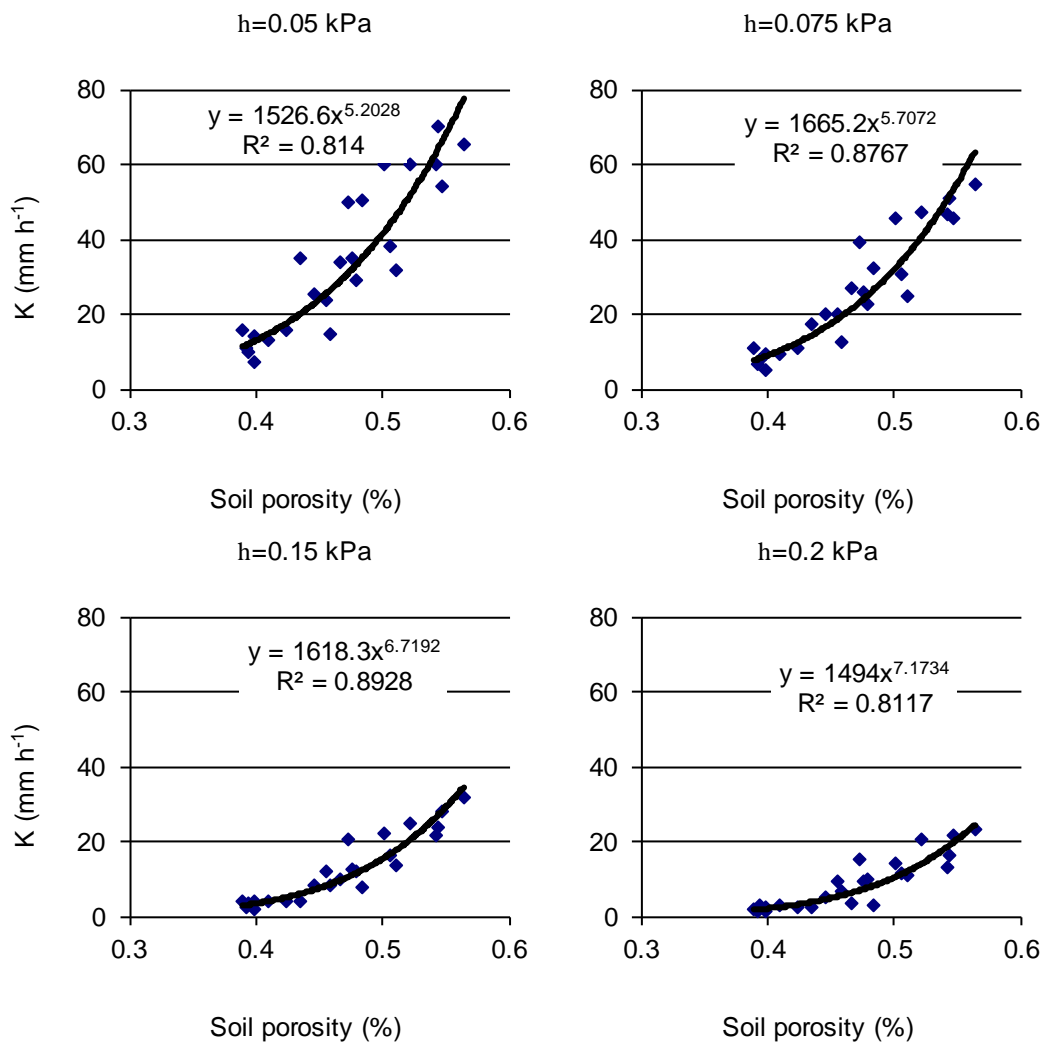 h=0.05 kPa
80
60
40
20
0
y = 1526.6x^5.2028
R² = 0.814
K (mm h⁻¹)
0.3 0.4 0.5 0.6
Soil porosity (%)
h=0.075 kPa
80
60
40
20
0
y = 1665.2x^5.7072
R² = 0.8767
0.3 0.4 0.5 0.6
Soil porosity (%)
h=0.15 kPa
80
60
40
20
0
y = 1618.3x^6.7192
R² = 0.8928
K (mm h⁻¹)
0.3 0.4 0.5 0.6
Soil porosity (%)
h=0.2 kPa
80
60
40
20
0
y = 1494x^7.1734
R² = 0.8117
0.3 0.4 0.5 0.6
Soil porosity (%)